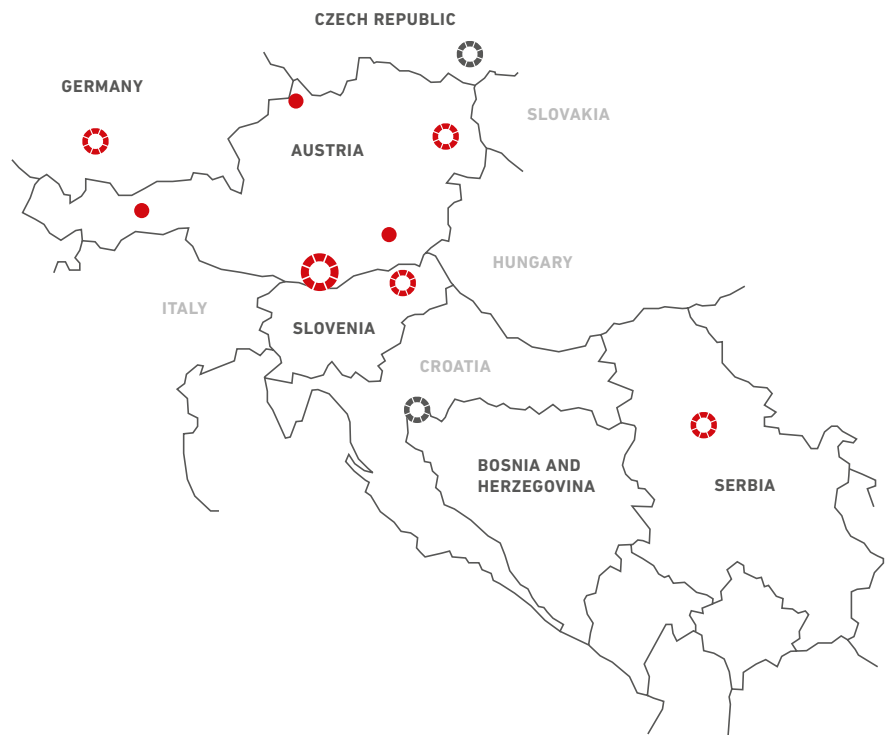 CZECH REPUBLIC
GERMANY
SLOVAKIA
AUSTRIA
HUNGARY
ITALY
SLOVENIA
CROATIA
BOSNIA AND
HERZEGOVINA
SERBIA